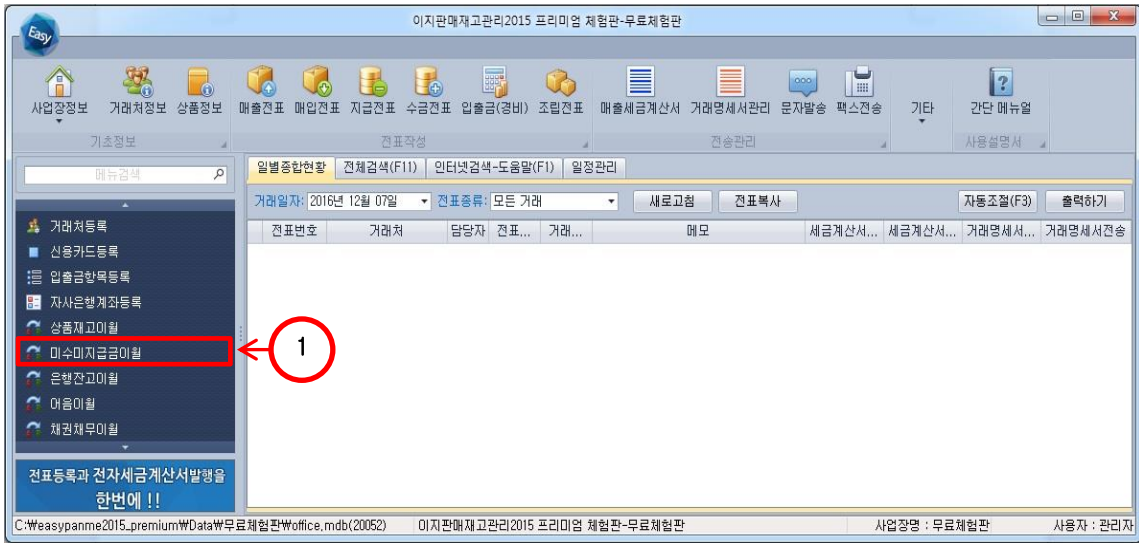 이지판매재고관리2015 프리미엄 체험판-무료체험판
Easy
사업장정보 거래처정보 상품정보 매출전표 매입전표 지급전표 수금전표 입출금(경비) 조립전표 매출세금계산서 거래명세서관리 문자발송 팩스전송 기타 간단 메뉴얼
기초정보 전표작성 전송관리 사용설명서
메뉴검색
일별종합현황 전체검색(F11) 인터넷검색-도움말(F1) 일정관리
거래일자: 2016년 12월 07일 전표종류: 모든 거래 새로고침 전표복사 자동조절(F3) 출력하기
전표번호 거래처 담당자 전표... 거래... 메모 세금계산서... 세금계산서... 거래명세서... 거래명세서전송
거래처등록
신용카드등록
입출금항목등록
자사은행계좌등록
상품재고이월
미수미지급금이월
1
은행잔고이월
어음이월
채권채무이월
전표등록과 전자세금계산서발행을
한번에 !!
C:₩easypanme2015_premium₩Data₩무료체험판₩office.mdb(20052) 이지판매재고관리2015 프리미엄 체험판-무료체험판 사업장명 : 무료체험판 사용자 : 관리자